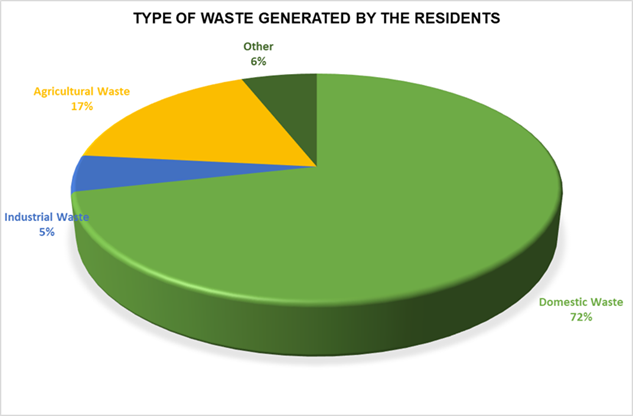 TYPE OF WASTE GENERATED BY THE RESIDENTS
Other
6%
Agricultural Waste
17%
Industrial Waste
5%
Domestic Waste
72%